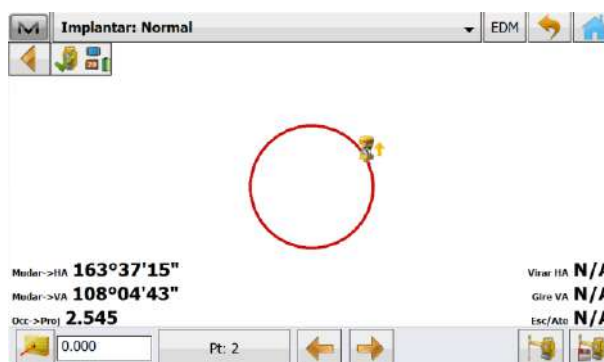 M Implantar: Normal EDM
Mudar->HA 163°37'15" Virar HA N/A
Mudar->VA 108°04'43" Gire VA N/A
Occ->Proj 2.545 Esc/Ate N/A
0.000 Pt: 2